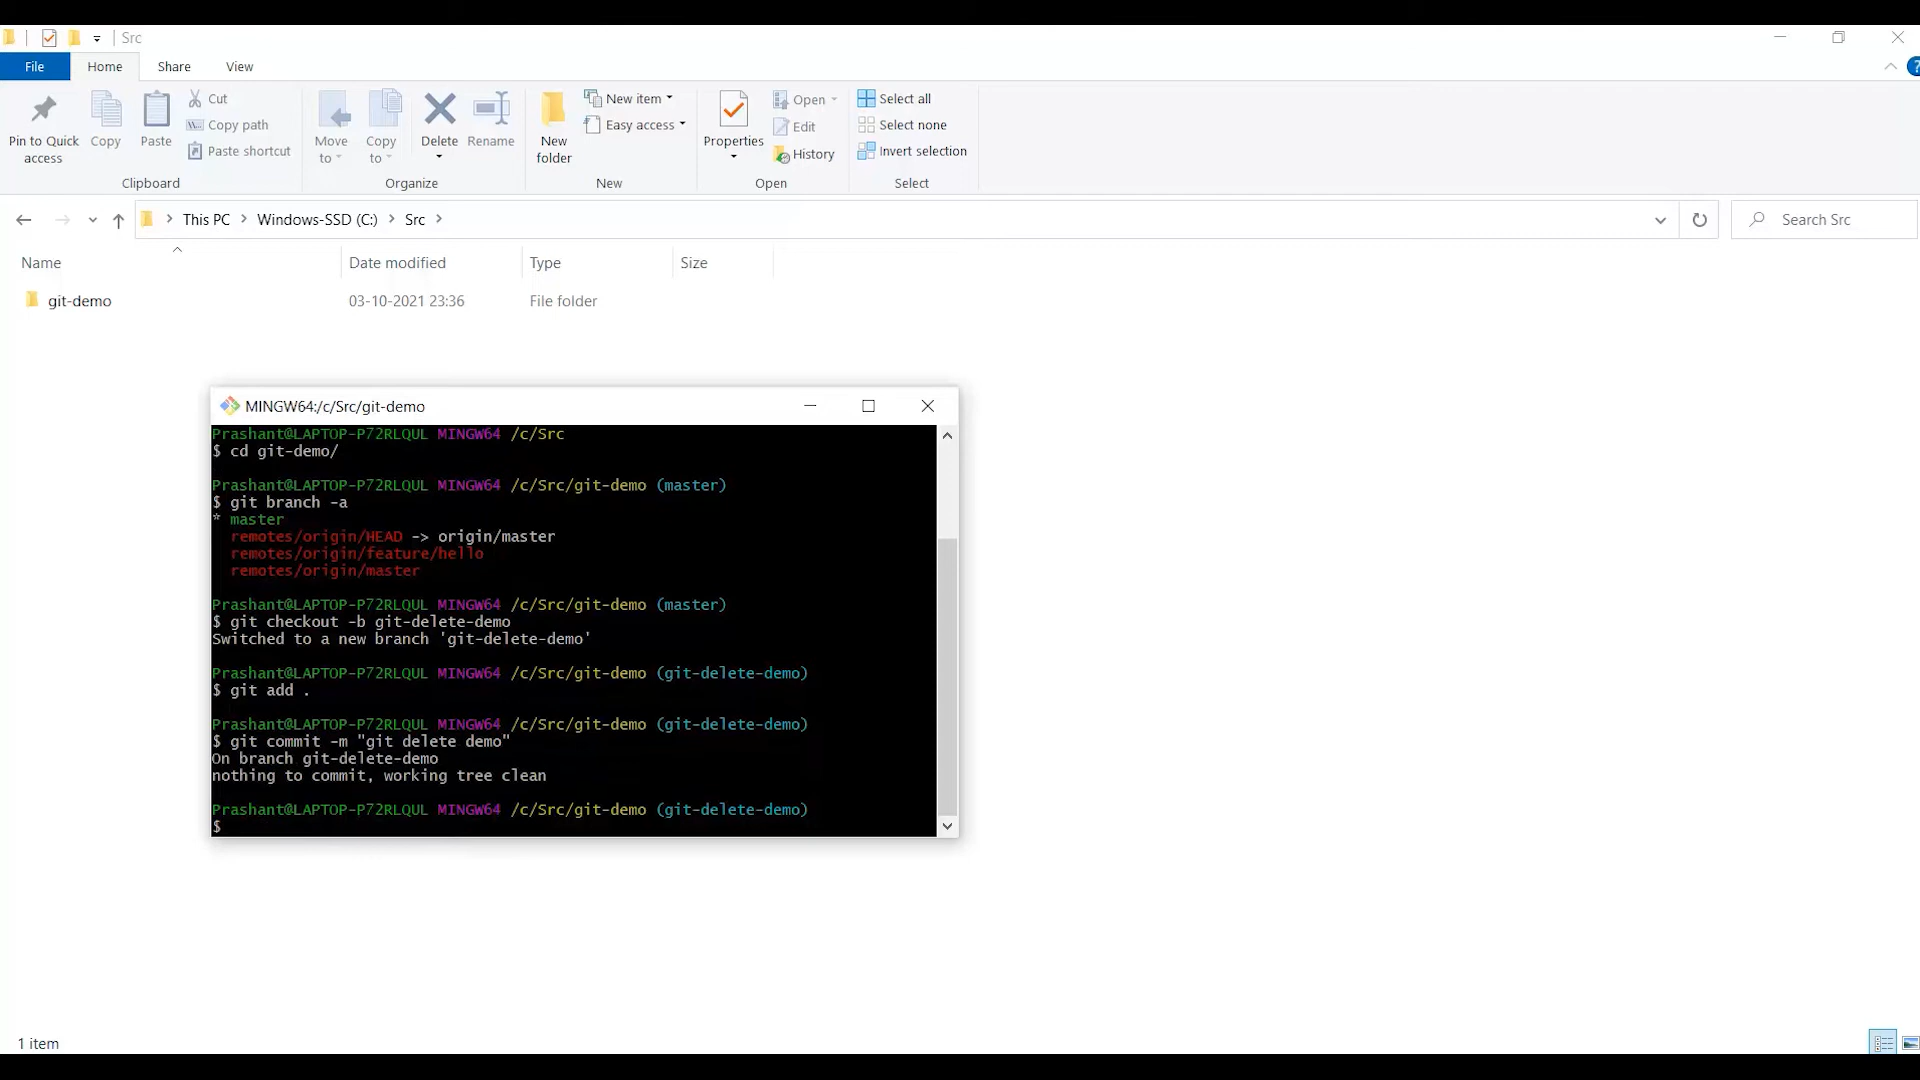 Src
File Home Share View
Pin to Quick access
Copy
Paste
Cut
Copy path
Paste shortcut
Clipboard
Move to
Copy to
Delete
Rename
Organize
New folder
New item
Easy access
New
Properties
Open
Edit
History
Open
Select all
Select none
Invert selection
Select
This PC > Windows-SSD (C:) > Src >
Search Src
Name Date modified Type Size
git-demo 03-10-2021 23:36 File folder
MINGW64:/c/Src/git-demo
Prashant@LAPTOP-P72RLQUL MINGW64 /c/Src
$ cd git-demo/
Prashant@LAPTOP-P72RLQUL MINGW64 /c/Src/git-demo (master)
$ git branch -a
* master
remotes/origin/HEAD -> origin/master
remotes/origin/feature/hello
remotes/origin/master
Prashant@LAPTOP-P72RLQUL MINGW64 /c/Src/git-demo (master)
$ git checkout -b git-delete-demo
Switched to a new branch 'git-delete-demo'
Prashant@LAPTOP-P72RLQUL MINGW64 /c/Src/git-demo (git-delete-demo)
$ git add .
Prashant@LAPTOP-P72RLQUL MINGW64 /c/Src/git-demo (git-delete-demo)
$ git commit -m "git delete demo"
On branch git-delete-demo
nothing to commit, working tree clean
Prashant@LAPTOP-P72RLQUL MINGW64 /c/Src/git-demo (git-delete-demo)
$
1 item